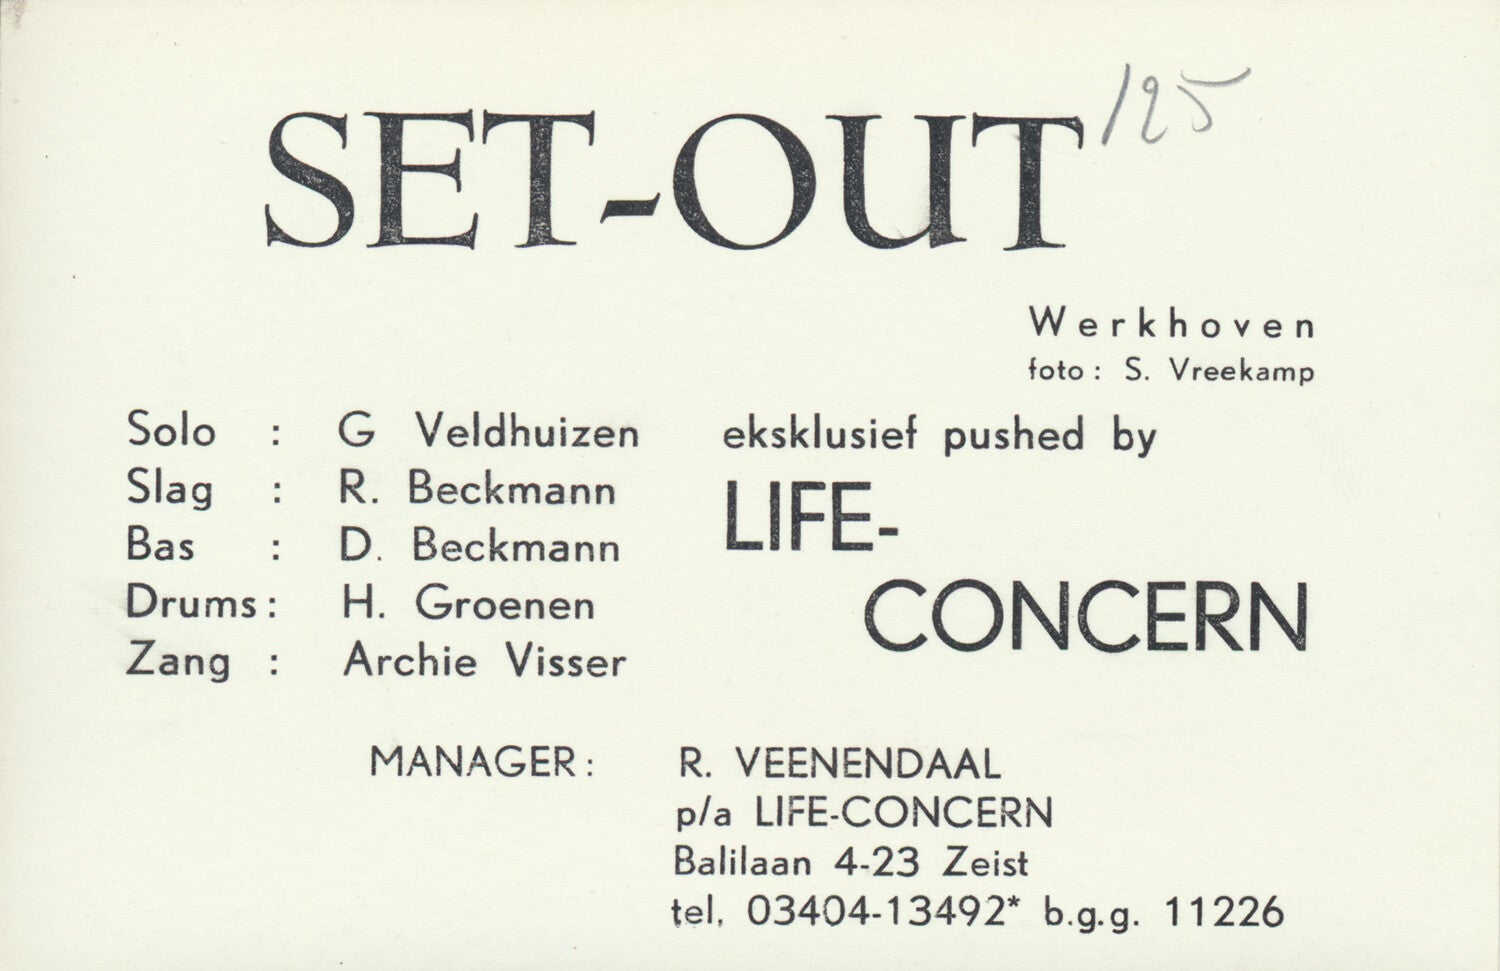 SET-OUT
125
Werkhoven
foto: S. Vreekamp
Solo : G Veldhuizen
Slag : R. Beckmann
Bas : D. Beckmann
Drums: H. Groenen
Zang : Archie Visser
eksklusief pushed by
LIFE-
CONCERN
MANAGER: R. VEENENDAAL
p/a LIFE-CONCERN
Balilaan 4-23 Zeist
tel. 03404-13492* b.g.g. 11226